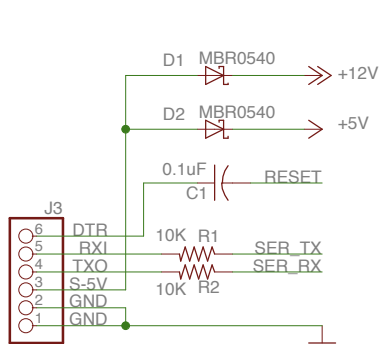 D1 MBR0540
+12V
D2 MBR0540
+5V
0.1uF
C1
RESET
J3
6 DTR
5 RXI
4 TXO
3 S-5V
2 GND
1 GND
10K R1
SER_TX
SER_RX
10K R2